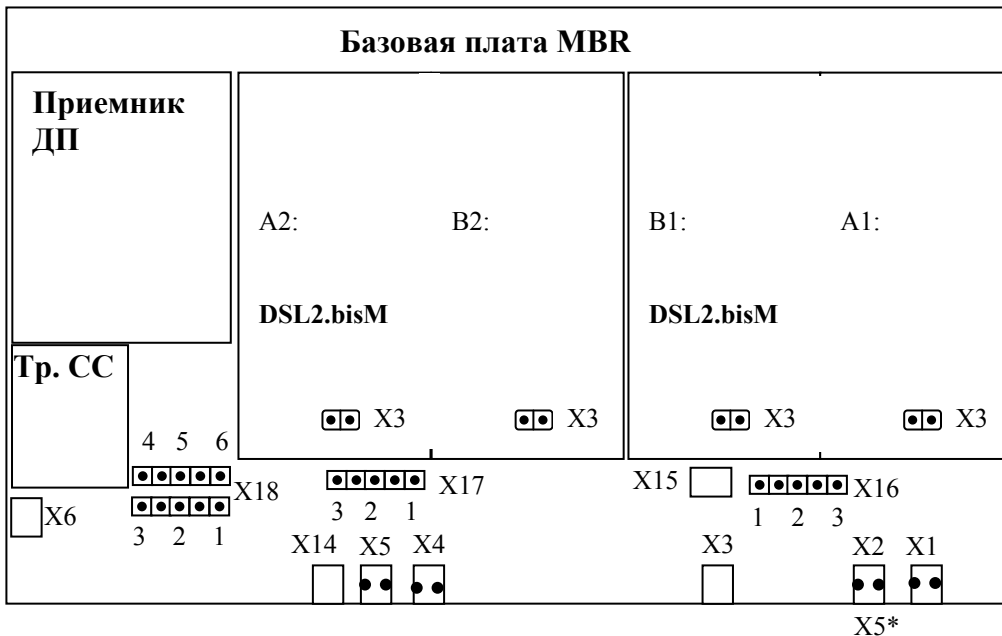 Базовая плата MBR
Приемник
ДП
A2: B2: B1: A1:
DSL2.bisM DSL2.bisM
Тр. СС
X3 X3 X3 X3
4 5 6
X18 X17 X15 X16
X6
3 2 1 3 2 1 1 2 3
X14 X5 X4 X3 X2 X1
X5*